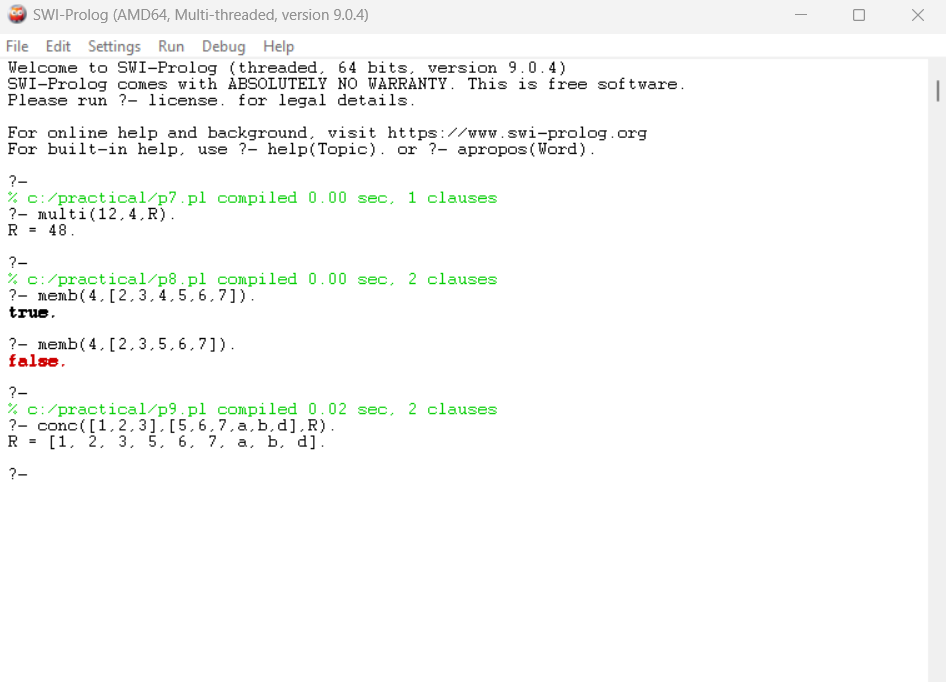 SWI-Prolog (AMD64, Multi-threaded, version 9.0.4)
File Edit Settings Run Debug Help
Welcome to SWI-Prolog (threaded, 64 bits, version 9.0.4)
SWI-Prolog comes with ABSOLUTELY NO WARRANTY. This is free software.
Please run ?- license. for legal details.
For online help and background, visit https://www.swi-prolog.org
For built-in help, use ?- help(Topic). or ?- apropos(Word).
?-
% c:/practical/p7.pl compiled 0.00 sec, 1 clauses
?- multi(12,4,R).
R = 48.
?-
% c:/practical/p8.pl compiled 0.00 sec, 2 clauses
?- memb(4,[2,3,4,5,6,7]).
true.
?- memb(4,[2,3,5,6,7]).
false.
?-
% c:/practical/p9.pl compiled 0.02 sec, 2 clauses
?- conc([1,2,3],[5,6,7,a,b,d],R).
R = [1, 2, 3, 5, 6, 7, a, b, d].
?-